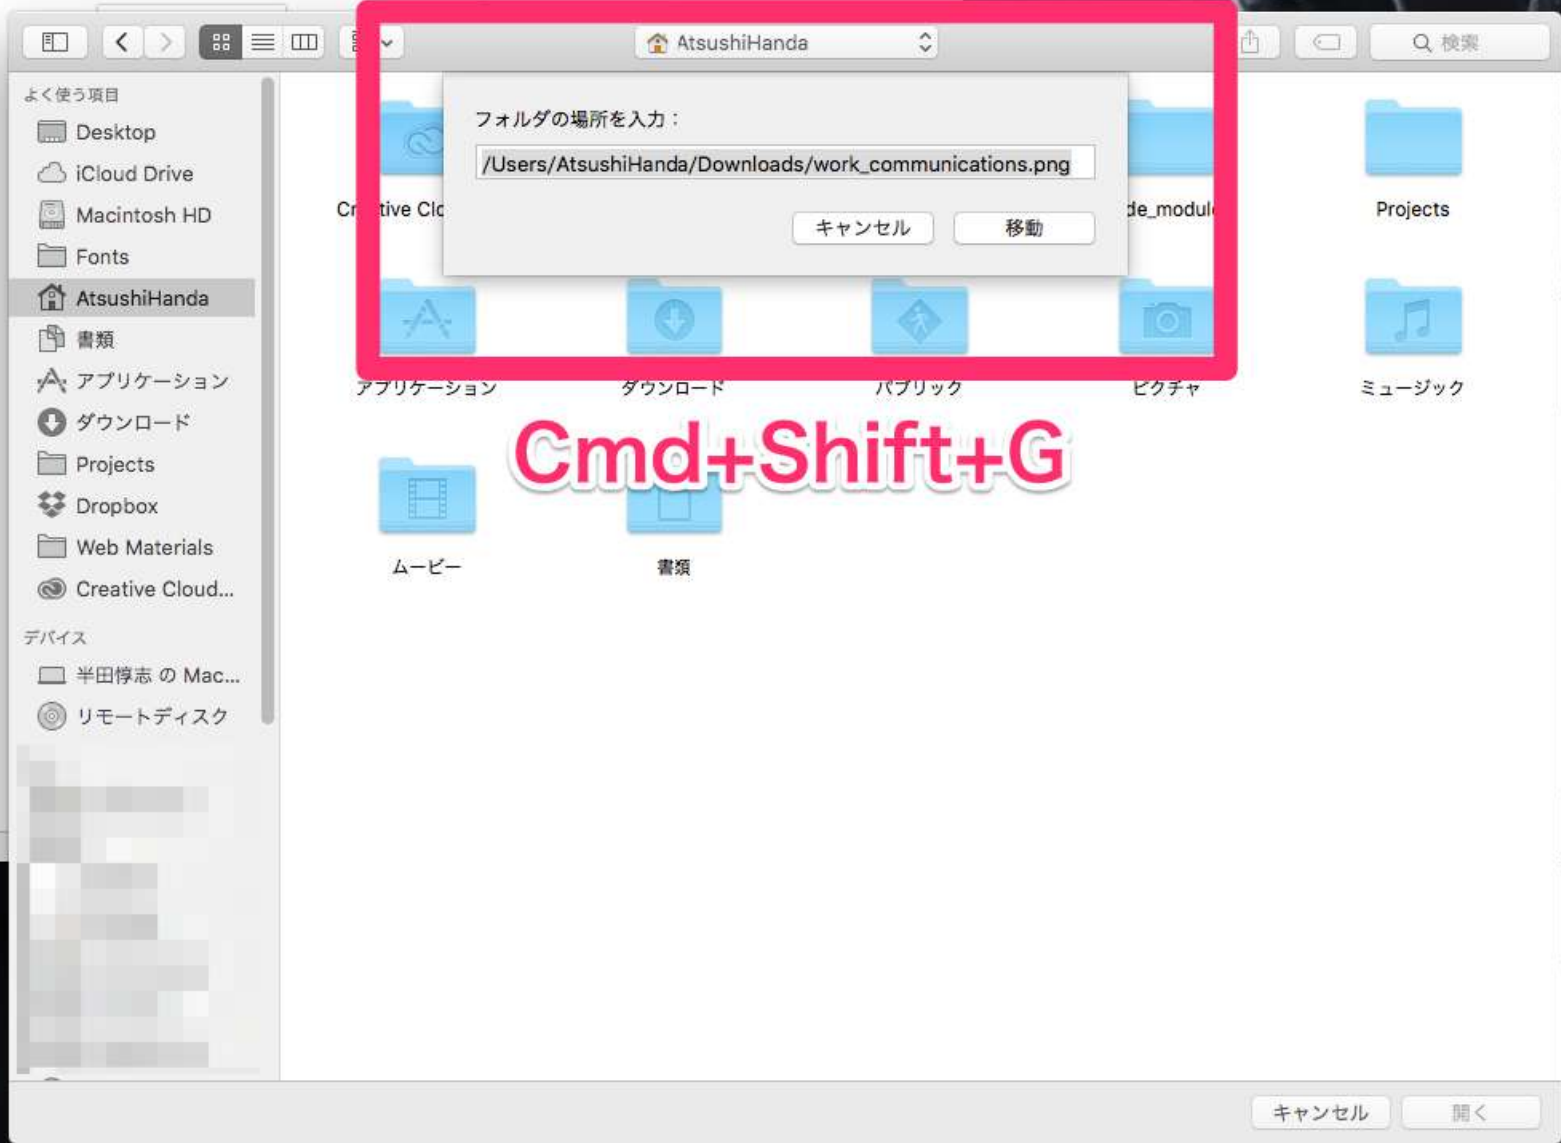 AtsushiHanda
検索
よく使う項目
Desktop
iCloud Drive
Macintosh HD
Fonts
AtsushiHanda
書類
アプリケーション
ダウンロード
Projects
Dropbox
Web Materials
Creative Cloud...
デバイス
半田惇志 の Mac...
リモートディスク
フォルダの場所を入力：
/Users/AtsushiHanda/Downloads/work_communications.png
キャンセル
移動
Projects
アプリケーション
ダウンロード
パブリック
ピクチャ
ミュージック
Cmd+Shift+G
ムービー
書類
キャンセル
開く